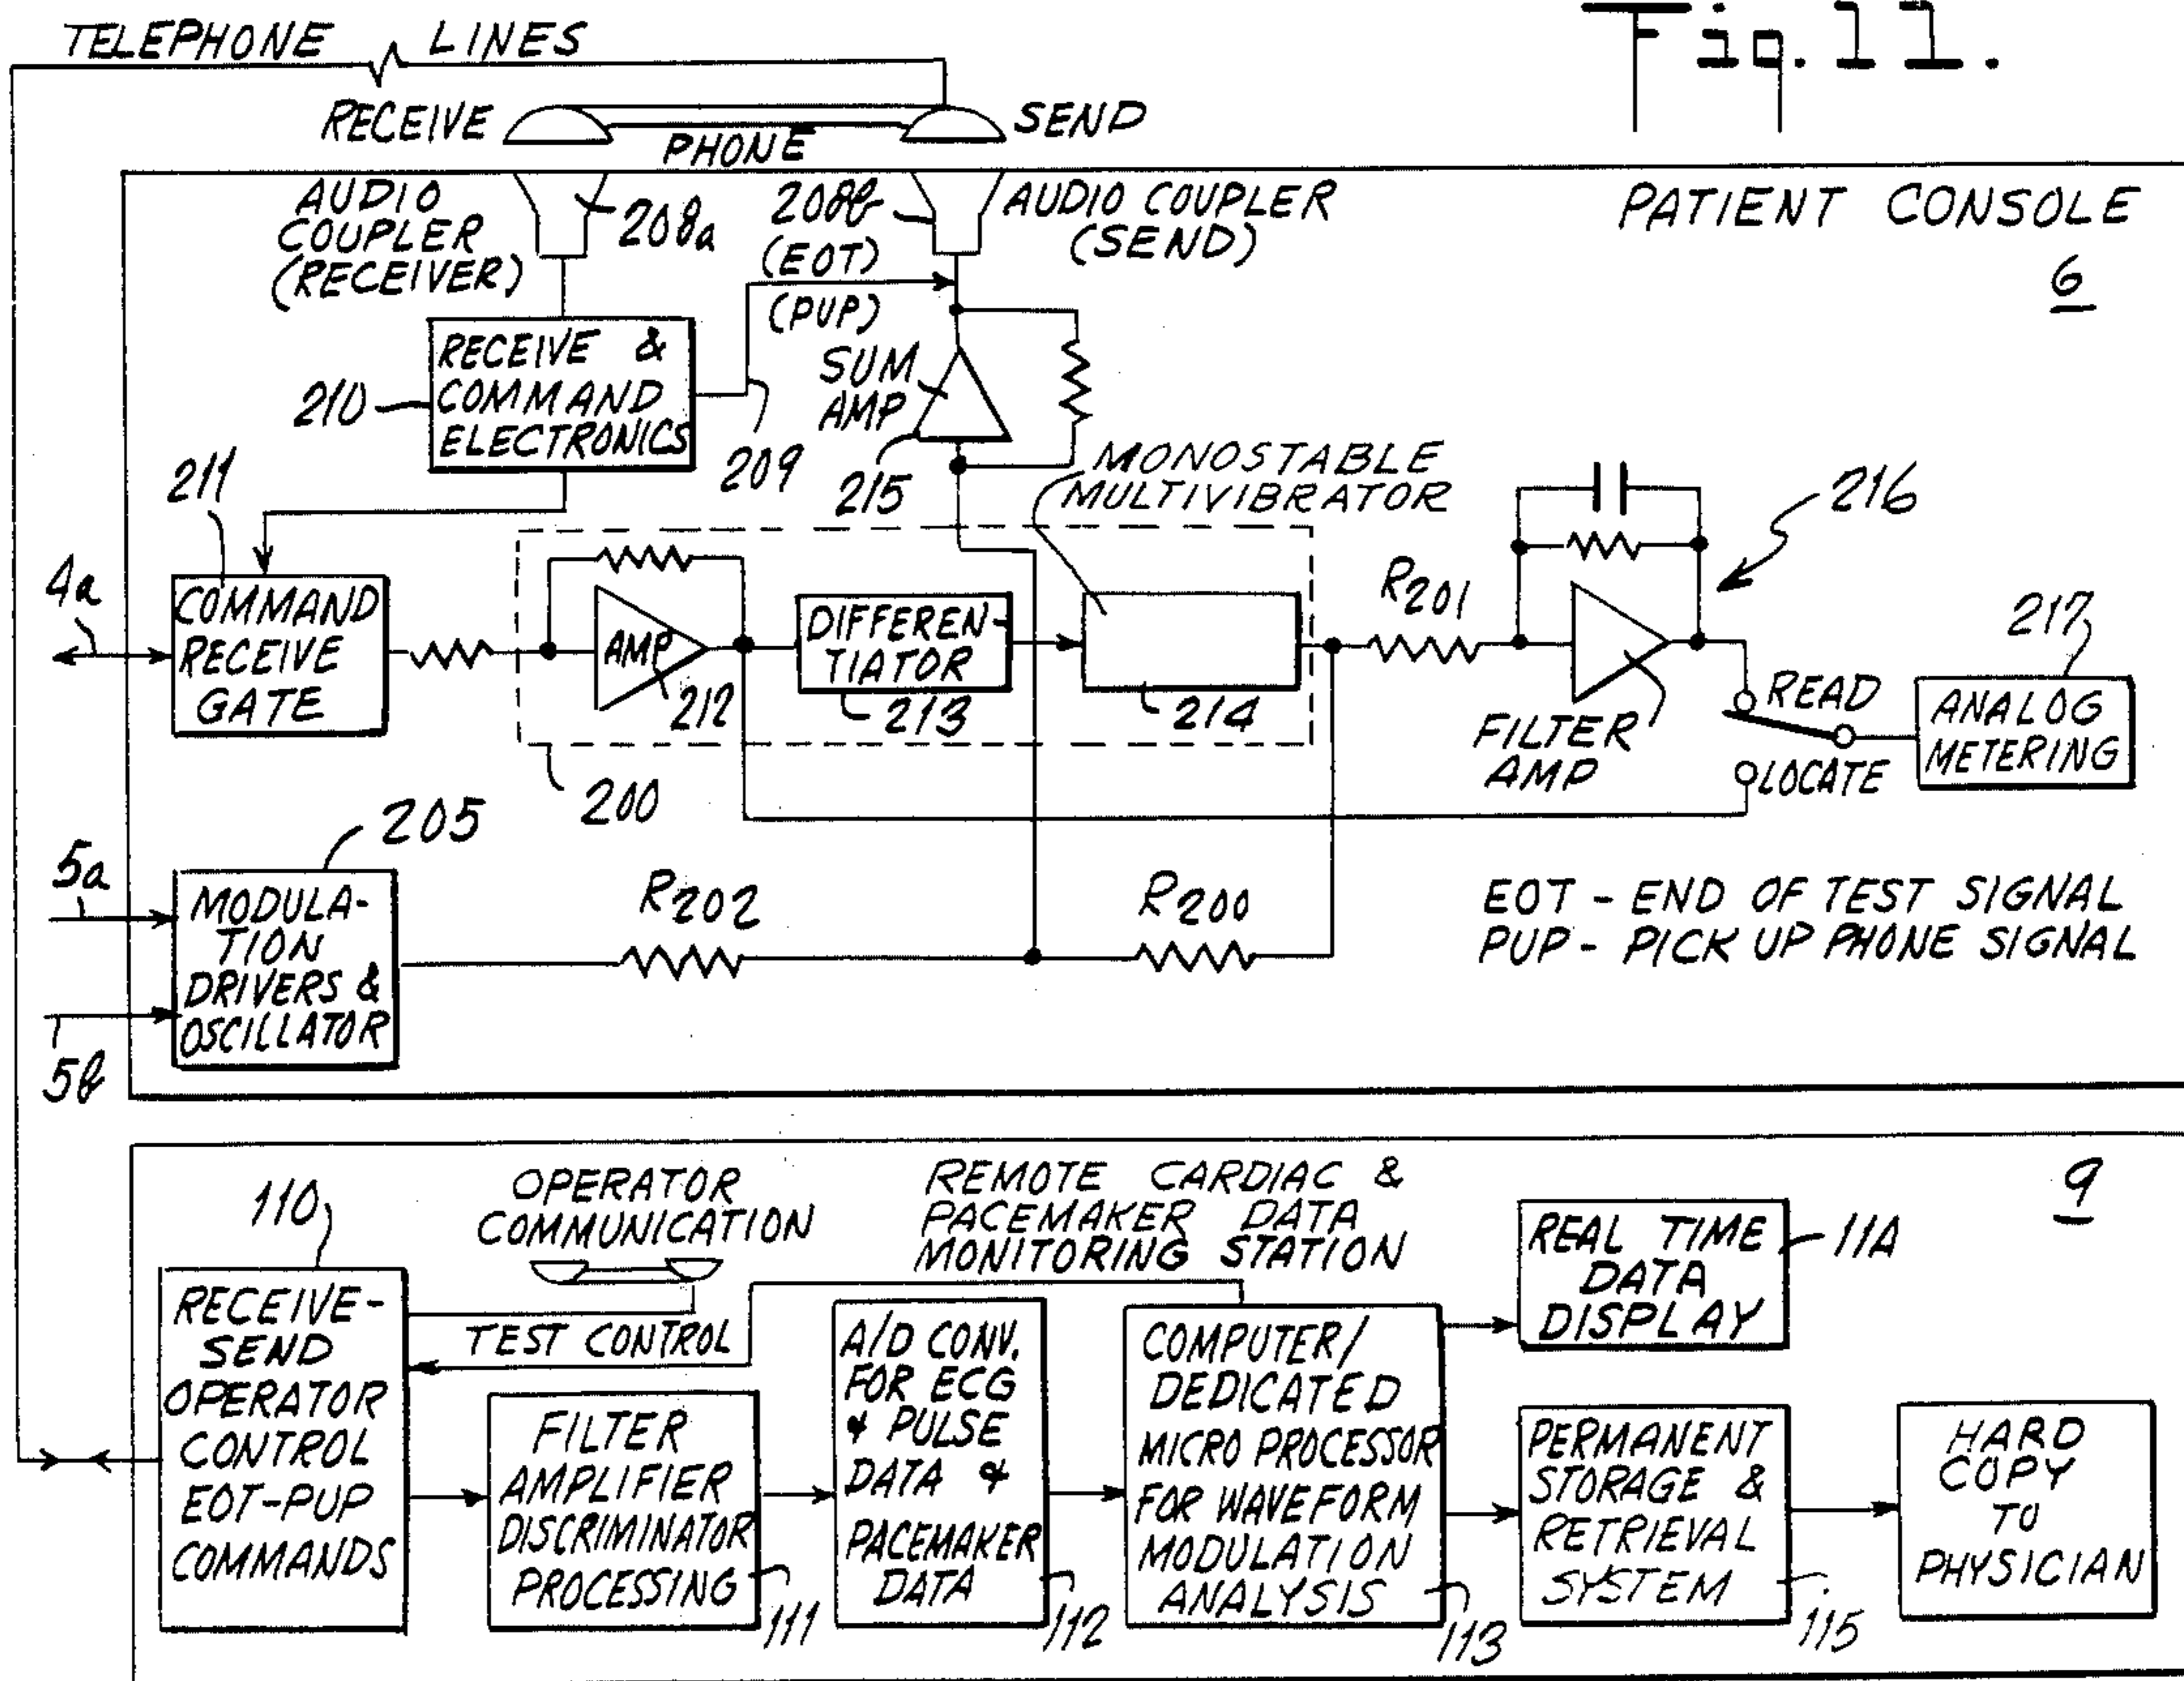 Fig. 11.
TELEPHONE LINES
RECEIVE
SEND
PHONE
AUDIO
COUPLER
(RECEIVER)
208a
208b
(EOT)
(PUP)
AUDIO COUPLER
(SEND)
PATIENT CONSOLE
6
RECEIVE &
COMMAND
ELECTRONICS
210
209
SUM
AMP
215
MONOSTABLE
MULTIVIBRATOR
216
211
4a
COMMAND
RECEIVE
GATE
AMP
212
DIFFEREN-
TIATOR
213
214
200
R201
FILTER
AMP
READ
LOCATE
217
ANALOG
METERING
205
5a
5b
MODULA-
TION
DRIVERS &
OSCILLATOR
R202
R200
EOT - END OF TEST SIGNAL
PUP - PICK UP PHONE SIGNAL
9
110
OPERATOR
COMMUNICATION
REMOTE CARDIAC &
PACEMAKER DATA
MONITORING STATION
RECEIVE-
SEND
OPERATOR
CONTROL
EOT-PUP
COMMANDS
TEST CONTROL
FILTER
AMPLIFIER
DISCRIMINATOR
PROCESSING
111
A/D CONV.
FOR ECG
& PULSE
DATA &
PACEMAKER
DATA
112
COMPUTER/
DEDICATED
MICRO PROCESSOR
FOR WAVEFORM
MODULATION
ANALYSIS
113
REAL TIME
DATA
DISPLAY
11A
PERMANENT
STORAGE &
RETRIEVAL
SYSTEM
115
HARD
COPY
TO
PHYSICIAN